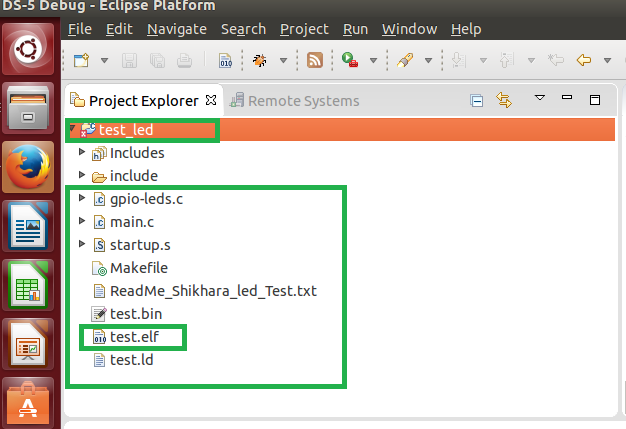 DS-5 Debug - Eclipse Platform
File Edit Navigate Search Project Run Window Help
Project Explorer Remote Systems
test_led
Includes
include
gpio-leds.c
main.c
startup.s
Makefile
ReadMe_Shikhara_led_Test.txt
test.bin
test.elf
test.ld